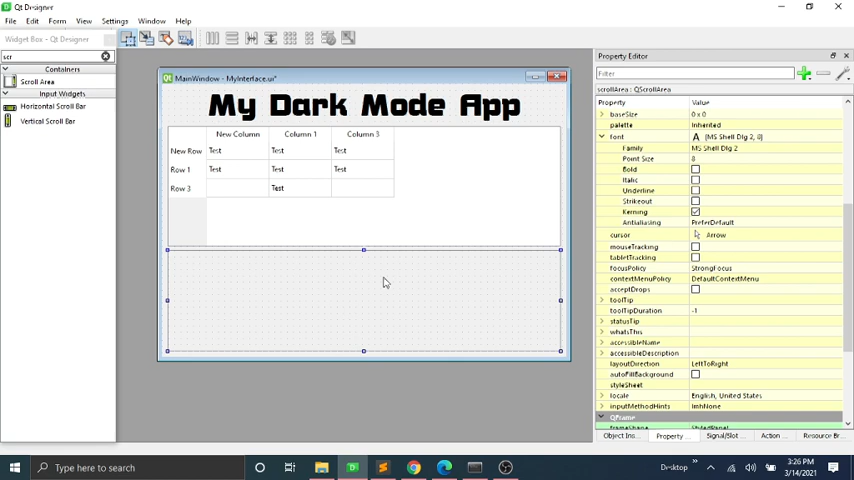 Qt Designer
File Edit Form View Settings Window Help
Widget Box - Qt Designer
scr
Containers
Scroll Area
Input Widgets
Horizontal Scroll Bar
Vertical Scroll Bar
MainWindow - MyInterface.ui*
My Dark Mode App
New Column Column 1 Column 3
New Row Test Test Test
Row 1 Test Test Test
Row 3 Test
Property Editor
Filter
scrollArea : QScrollArea
Property Value
baseSize 0 x 0
palette Inherited
font A [MS Shell Dlg 2, 8]
Family MS Shell Dlg 2
Point Size 8
Bold
Italic
Underline
Strikeout
Kerning
Antialiasing PreferDefault
cursor Arrow
mouseTracking
tabletTracking
focusPolicy StrongFocus
contextMenuPolicy DefaultContextMenu
acceptDrops
toolTip
toolTipDuration -1
statusTip
whatsThis
accessibleName
accessibleDescription
layoutDirection LeftToRight
autoFillBackground
styleSheet
locale English, United States
inputMethodHints ImhNone
QFrame
frameShape StyledPanel
Object Ins... Property ... Signal/Slot ... Action ... Resource Br...
Type here to search
Desktop
3:26 PM
3/14/2021